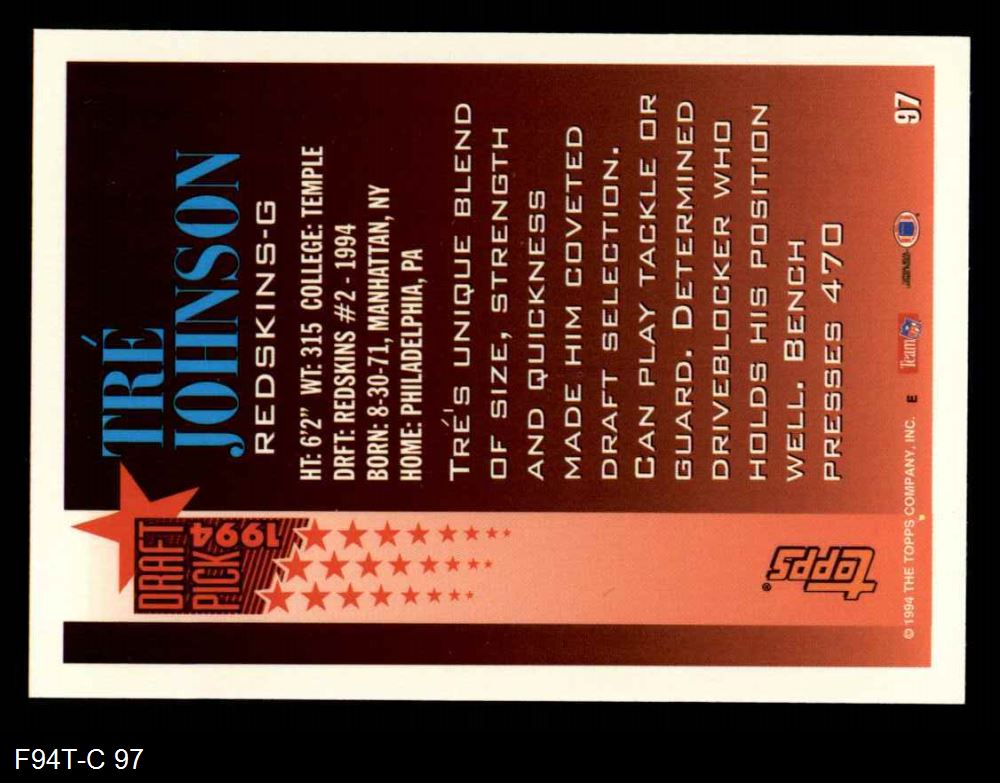 DRAFT
PICK
1994
TRÉ
JOHNSON
REDSKINS-G
HT: 6'2" WT: 315 COLLEGE: TEMPLE
DRFT: REDSKINS #2 - 1994
BORN: 8-30-71, MANHATTAN, NY
HOME: PHILADELPHIA, PA
TRÉ'S UNIQUE BLEND
OF SIZE, STRENGTH
AND QUICKNESS
MADE HIM COVETED
DRAFT SELECTION.
CAN PLAY TACKLE OR
GUARD. DETERMINED
DRIVEBLOCKER WHO
HOLDS HIS POSITION
WELL. BENCH
PRESSES 470
TOPPS®
© 1994 THE TOPPS COMPANY, INC. E
Team NFL
97
F94T-C 97